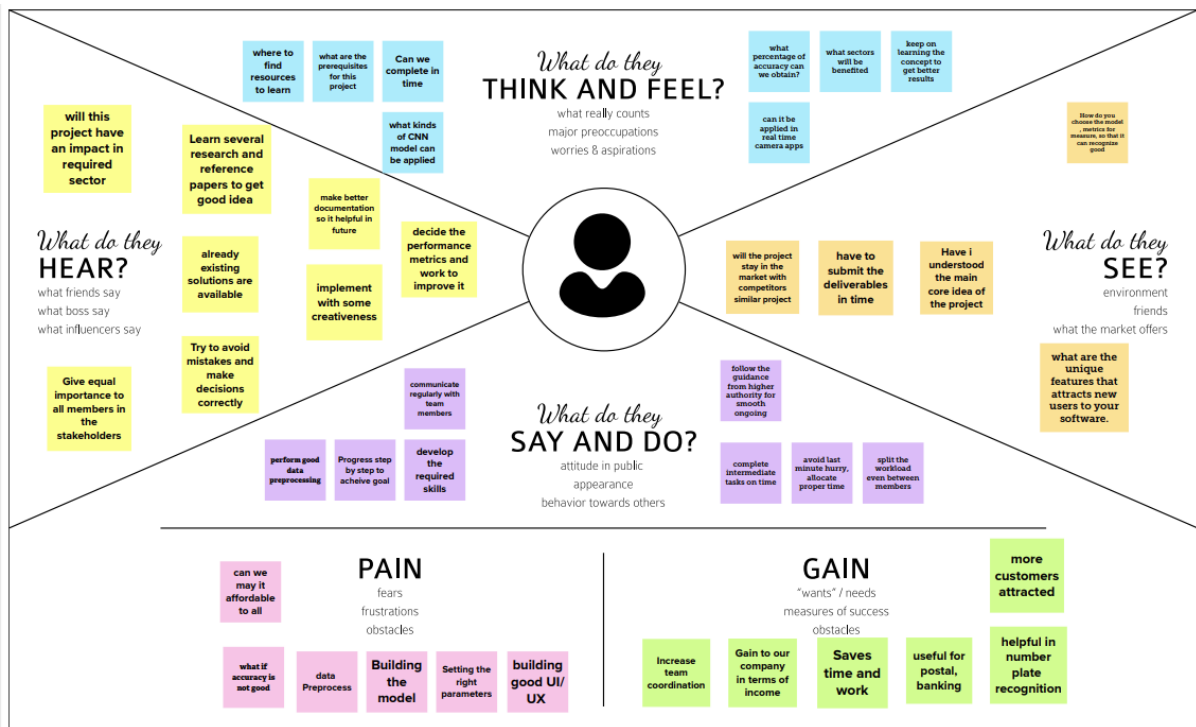 What do they
THINK AND FEEL?
what really counts
major preoccupations
worries & aspirations
where to
find
resources
to learn
what are the
prerequisites
for this
project
Can we
complete in
time
what kinds
of CNN
model can
be applied
what
percentage of
accuracy can
we obtain?
what sectors
will be
benefited
keep on
learning the
concept to
get better
results
can it be
applied in
real time
camera apps
What do they
HEAR?
what friends say
what boss say
what influencers say
will this
project have
an impact in
required
sector
Learn several
research and
reference
papers to get
good idea
make better
documentation
so it helpful in
future
decide the
performance
metrics and
work to
improve it
already
existing
solutions are
available
implement
with some
creativeness
Try to avoid
mistakes and
make
decisions
correctly
Give equal
importance to
all members in
the
stakeholders
What do they
SEE?
environment
friends
what the market offers
How do you
choose the model
, metrics for
measure, so that it
can recognize
good
will the project
stay in the
market with
competitors
similar project
have to
submit the
deliverables
in time
Have i
understood
the main
core idea of
the project
what are the
unique
features that
attracts new
users to your
software.
What do they
SAY AND DO?
attitude in public
appearance
behavior towards others
communicate
regularly with
team
members
perform good
data
preprocessing
Progress step
by step to
acheive goal
develop
the
required
skills
follow the
guidance
from higher
authority for
smooth
ongoing
complete
intermediate
tasks on time
avoid last
minute hurry,
allocate
proper time
split the
workload
even between
members
PAIN
fears
frustrations
obstacles
can we
may it
affordable
to all
what if
accuracy is
not good
data
Preprocess
Building
the
model
Setting the
right
parameters
building
good UI/
UX
GAIN
"wants" / needs
measures of success
obstacles
more
customers
attracted
Increase
team
coordination
Gain to our
company
in terms of
income
Saves
time and
work
useful for
postal,
banking
helpful in
number
plate
recognition